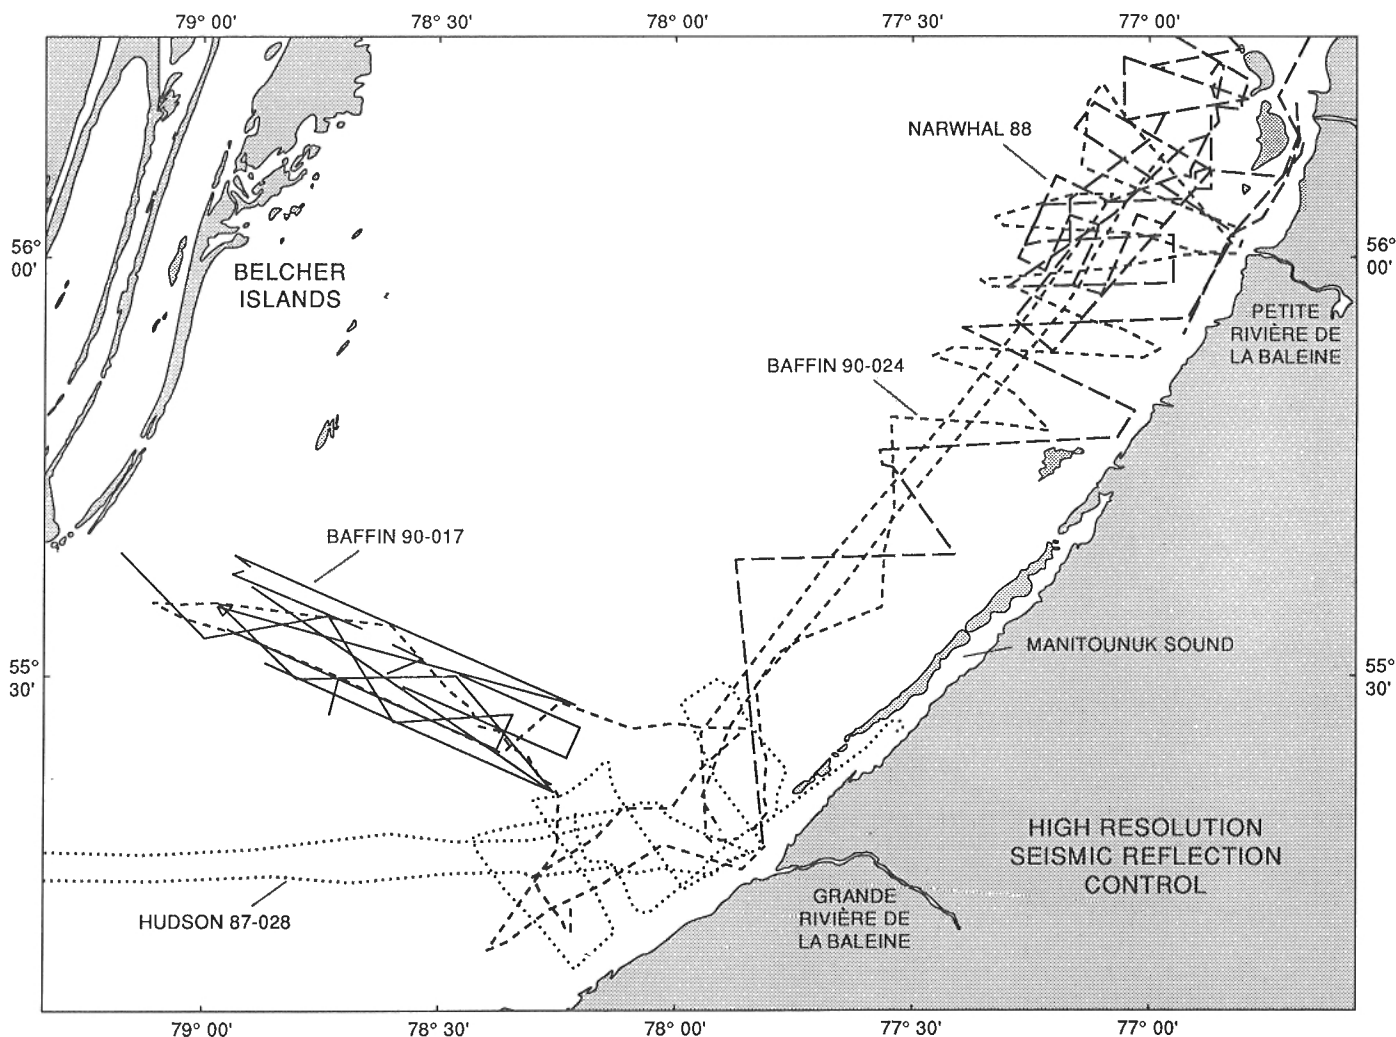 79° 00'
78° 30'
78° 00'
77° 30'
77° 00'
NARWHAL 88
56°
00'
56°
00'
BELCHER
ISLANDS
PETITE
RIVIÈRE DE
LA BALEINE
BAFFIN 90-024
BAFFIN 90-017
MANITOUNUK SOUND
55°
30'
55°
30'
HIGH RESOLUTION
SEISMIC REFLECTION
CONTROL
GRANDE
RIVIÈRE DE
LA BALEINE
HUDSON 87-028
79° 00'
78° 30'
78° 00'
77° 30'
77° 00'